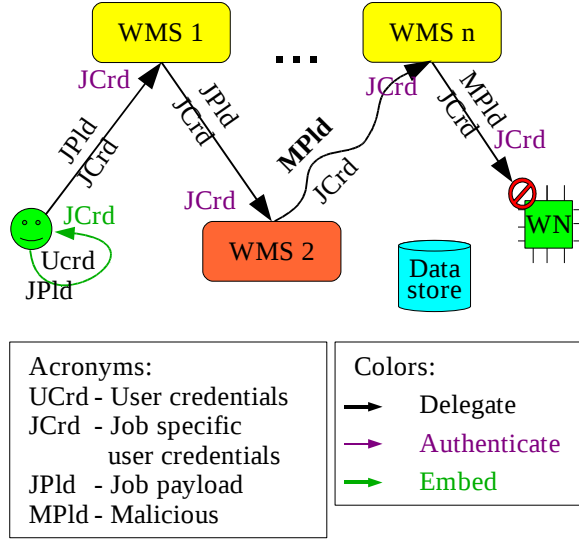 WMS 1
...
WMS n
JCrd
JPld
JCrd
JPld
JCrd
JCrd
MPld
JCrd
JCrd
MPld
JCrd
JCrd
JCrd
Ucrd
JPld
WMS 2
Data
store
WN
Acronyms:
UCrd - User credentials
JCrd - Job specific
user credentials
JPld - Job payload
MPld - Malicious
Colors:
Delegate
Authenticate
Embed